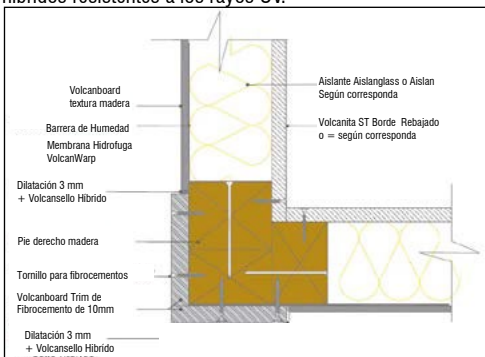 híbridos resistentes a los rayos UV.
Volcanboard
textura madera
Barrera de Humedad
Membrana Hidrofuga
VolcanWarp
Dilatación 3 mm
+ Volcansello Híbrido
Pie derecho madera
Tornillo para fibrocementos
Volcanboard Trim de
Fibrocemento de 10mm
Dilatación 3 mm
+ Volcansello Híbrido
Aislante Aislanglass o Aislan
Según corresponda
Volcanita ST Borde Rebajado
o = según corresponda